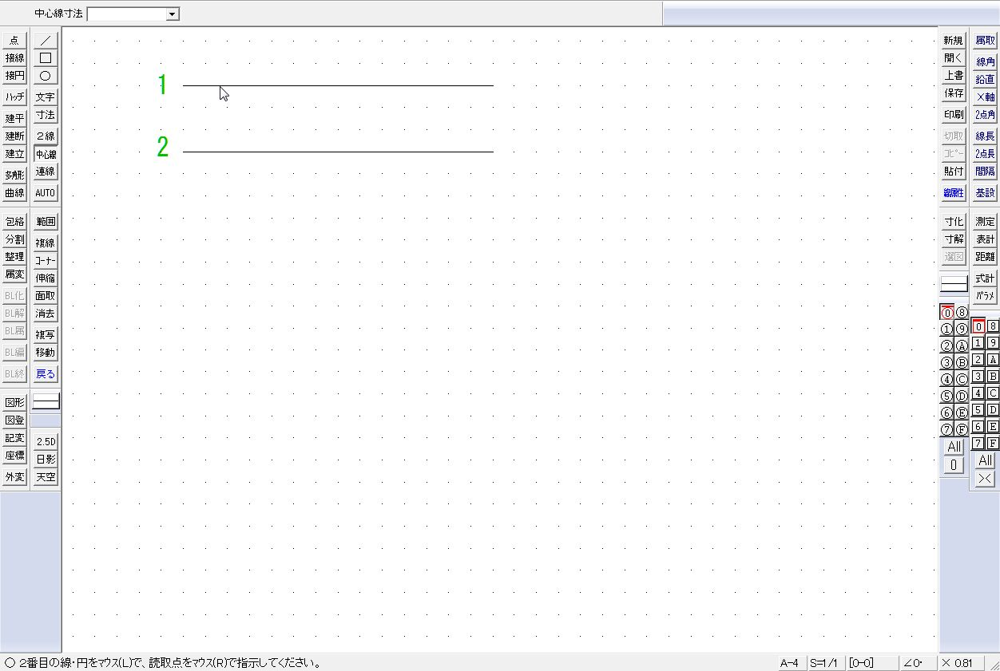 中心線寸法
点 ／
接線 □
接円 ○
ﾊｯﾁ 文字
建平 寸法
建断 2線
建立 中心線
多角形 連線
曲線 AUTO
包絡 範囲
分割 複線
整理 ｺｰﾅｰ
属変 伸縮
BL化 面取
BL解 消去
BL属 複写
BL編 移動
BL終 戻る
図形
図登
記変 2.5D
座標 日影
外変 天空
1
2
新規 属取
開く 線角
上書 鉛直
保存 ×軸
印刷 2点角
切取 線長
ｺﾋﾟｰ 2点長
貼付 間隔
線属性 基設
寸化 測定
寸解 表計
選図 距離
式計
ﾊﾟﾗﾒ
0 8 0 8
1 9 1 9
2 A 2 A
3 B 3 B
4 C 4 C
5 D 5 D
6 E 6 E
7 F 7 F
All All
0 ×
○ 2番目の線・円をﾏｳｽ(L)で、読取点をﾏｳｽ(R)で指示してください。
A-4 S=1/1 [0-0] ∠0° × 0.81